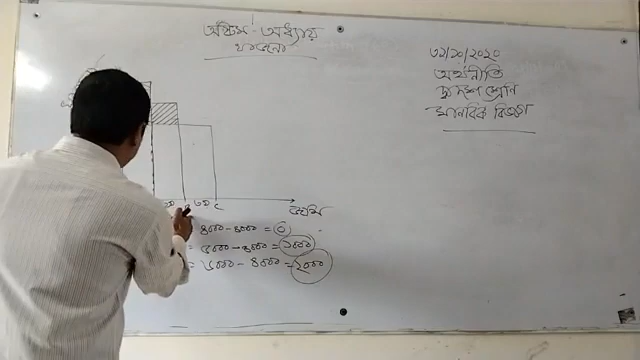 অষ্টম অধ্যায়
খাজনা
৩১/১০/২০২০
অর্থনীতি
দ্বাদশ শ্রেণি
মানবিক বিভাগ
C
জমি
৪০০০ - ৪০০০ = ০
= ৫০০০ - ৪০০০ = ১০০০
= ৬০০০ - ৪০০০ = ২০০০